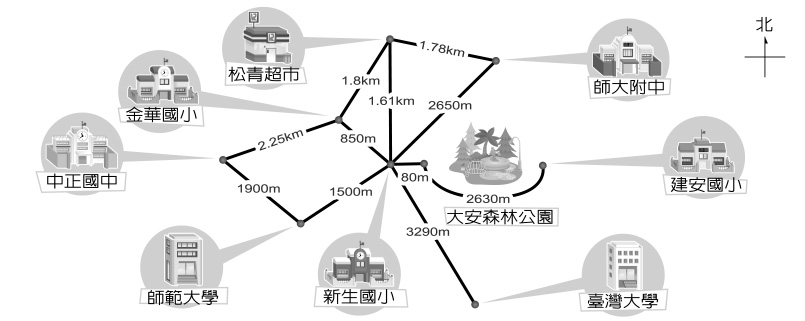 北
松青超市
1.78km
師大附中
金華國小
1.8km
1.61km
2650m
中正國中
2.25km
850m
80m
建安國小
1900m
1500m
2630m
大安森林公園
3290m
師範大學
新生國小
臺灣大學